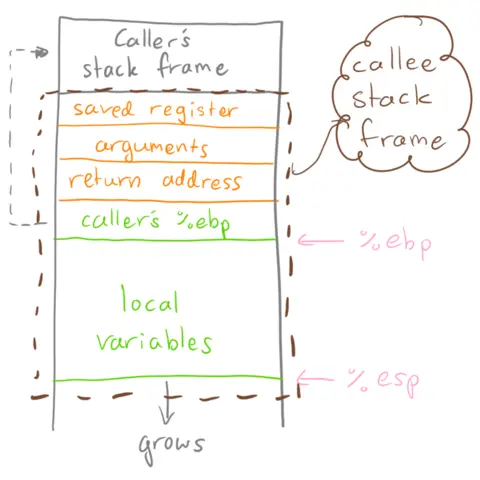 Caller's
stack frame
callee
stack
frame
saved register
arguments
return address
caller's %ebp
%ebp
local
variables
%esp
grows